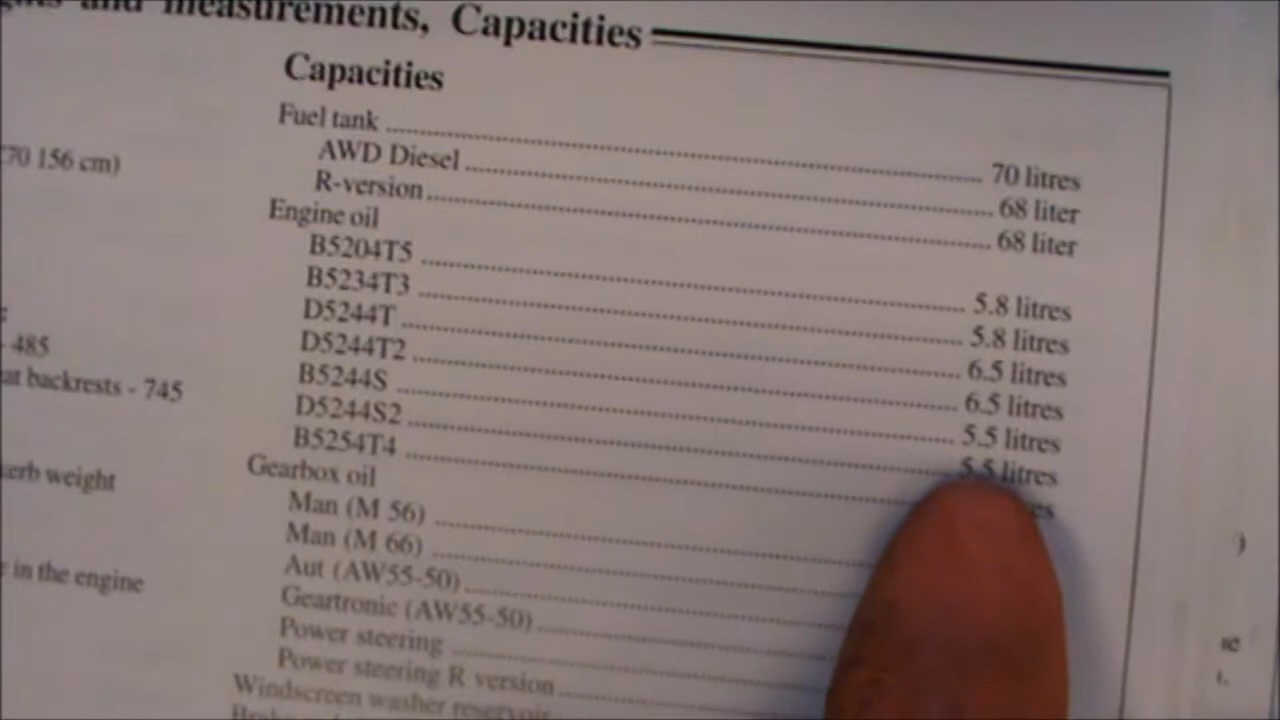 and measurements, Capacities
Capacities
Fuel tank 70 litres
AWD Diesel 68 liter
R-version 68 liter
Engine oil
B5204T5 5.8 litres
B5234T3 5.8 litres
D5244T 6.5 litres
D5244T2 6.5 litres
B5244S 5.5 litres
D5244S2 5.5 litres
B5254T4
Gearbox oil
Man (M 56)
Man (M 66)
Aut (AW55-50)
Geartronic (AW55-50)
Power steering
Power steering R version
Windscreen washer reservoir
70 156 cm)
- 485
backrests - 745
weight
in the engine